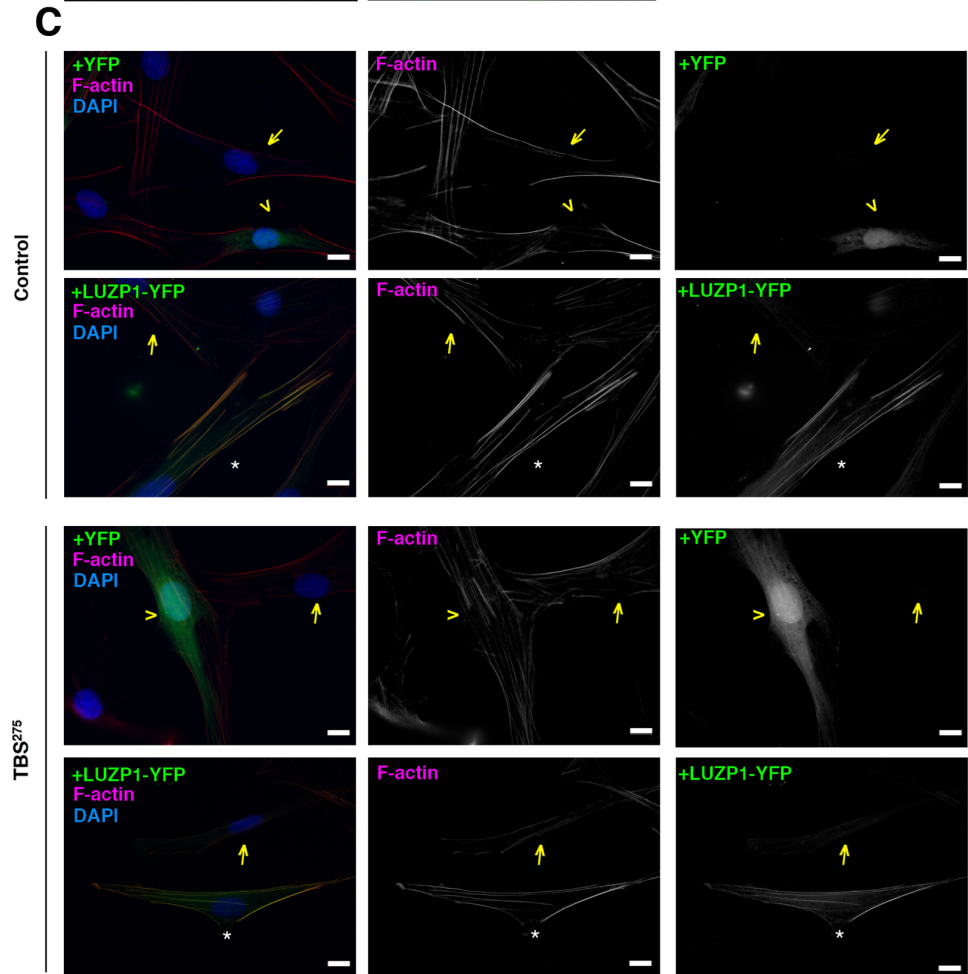 C
Control
+YFP
F-actin
DAPI
F-actin
+YFP
+LUZP1-YFP
F-actin
DAPI
F-actin
+LUZP1-YFP
*
*
*
TBS²⁷⁵
+YFP
F-actin
DAPI
F-actin
+YFP
+LUZP1-YFP
F-actin
DAPI
F-actin
+LUZP1-YFP
*
*
*